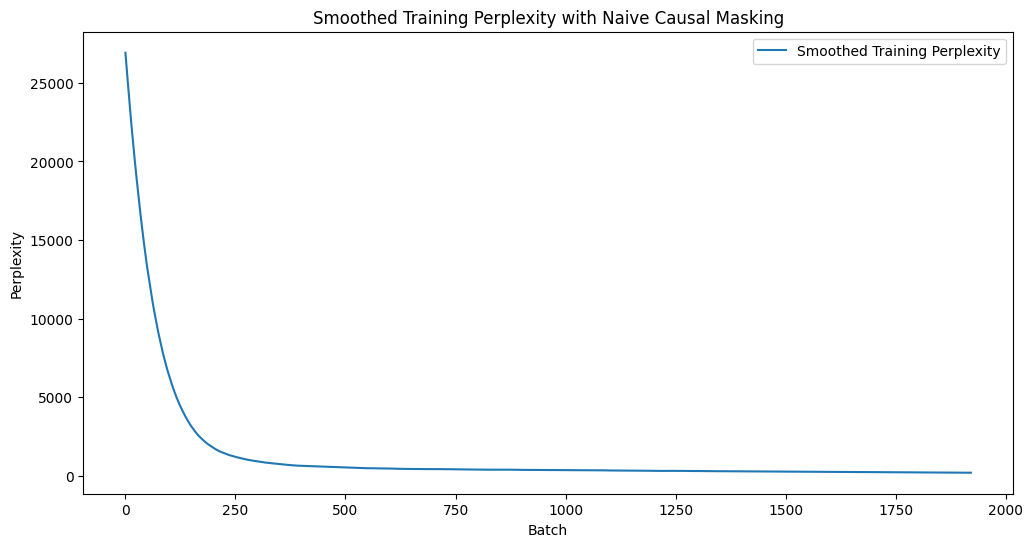 Smoothed Training Perplexity with Naive Causal Masking
Smoothed Training Perplexity
Perplexity
25000
20000
15000
10000
5000
0
0 250 500 750 1000 1250 1500 1750 2000
Batch